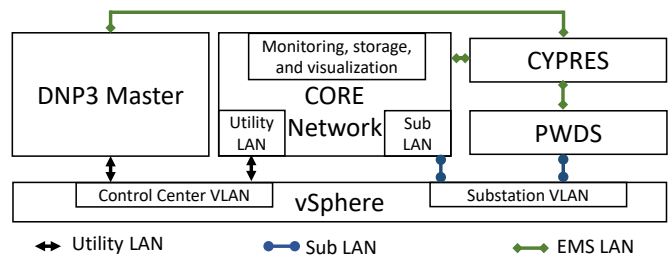 Monitoring, storage,
and visualization
CYPRES
DNP3 Master
CORE
Network
Utility
LAN
Sub
LAN
PWDS
Control Center VLAN
vSphere
Substation VLAN
Utility LAN
Sub LAN
EMS LAN